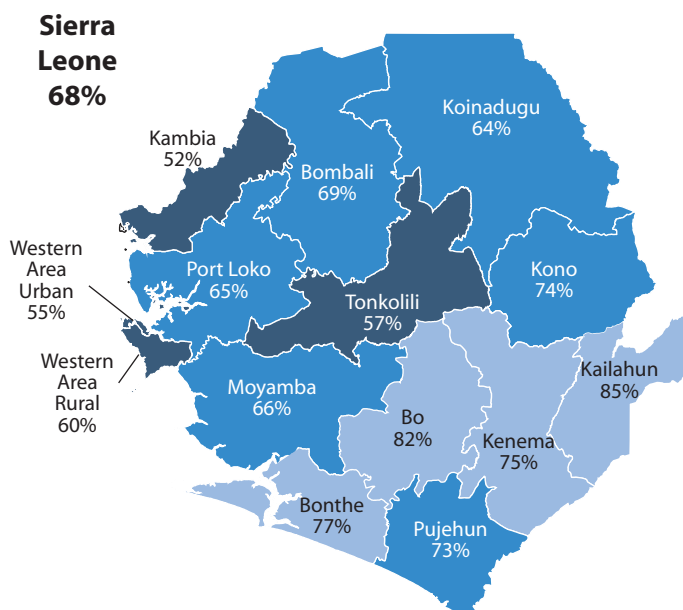 Sierra
Leone
68%
Koinadugu
64%
Kambia
52%
Bombali
69%
Western
Area
Urban
55%
Port Loko
65%
Kono
74%
Tonkolili
57%
Western
Area
Rural
60%
Moyamba
66%
Kailahun
85%
Bo
82%
Kenema
75%
Bonthe
77%
Pujehun
73%